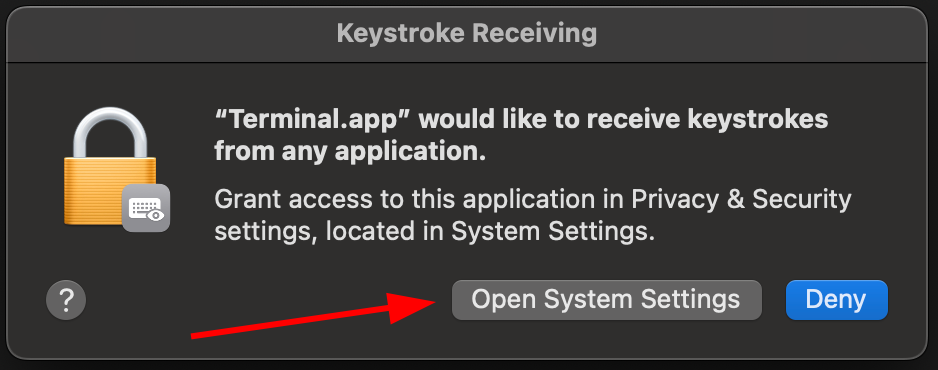 Keystroke Receiving
“Terminal.app” would like to receive keystrokes
from any application.
Grant access to this application in Privacy & Security
settings, located in System Settings.
?
Open System Settings
Deny